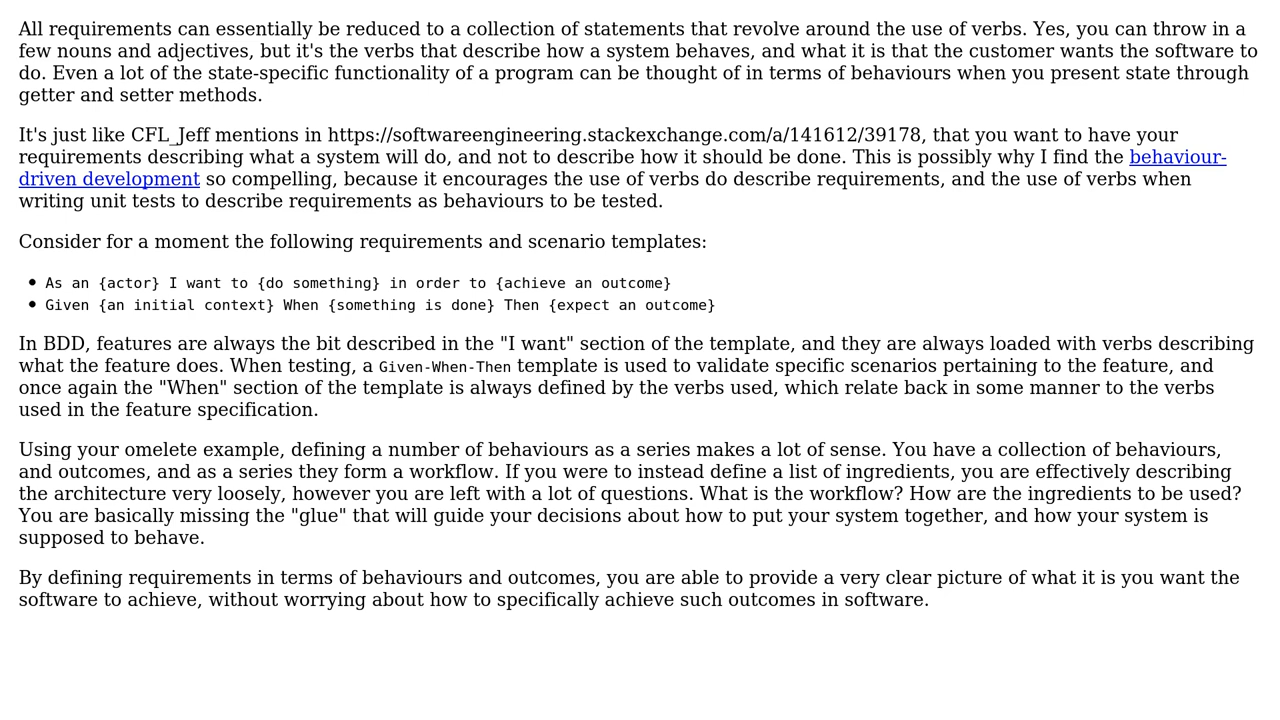 All requirements can essentially be reduced to a collection of statements that revolve around the use of verbs. Yes, you can throw in a
few nouns and adjectives, but it's the verbs that describe how a system behaves, and what it is that the customer wants the software to
do. Even a lot of the state-specific functionality of a program can be thought of in terms of behaviours when you present state through
getter and setter methods.
It's just like CFL_Jeff mentions in https://softwareengineering.stackexchange.com/a/141612/39178, that you want to have your
requirements describing what a system will do, and not to describe how it should be done. This is possibly why I find the behaviour-
driven development so compelling, because it encourages the use of verbs do describe requirements, and the use of verbs when
writing unit tests to describe requirements as behaviours to be tested.
Consider for a moment the following requirements and scenario templates:
• As an {actor} I want to {do something} in order to {achieve an outcome}
• Given {an initial context} When {something is done} Then {expect an outcome}
In BDD, features are always the bit described in the "I want" section of the template, and they are always loaded with verbs describing
what the feature does. When testing, a Given-When-Then template is used to validate specific scenarios pertaining to the feature, and
once again the "When" section of the template is always defined by the verbs used, which relate back in some manner to the verbs
used in the feature specification.
Using your omelete example, defining a number of behaviours as a series makes a lot of sense. You have a collection of behaviours,
and outcomes, and as a series they form a workflow. If you were to instead define a list of ingredients, you are effectively describing
the architecture very loosely, however you are left with a lot of questions. What is the workflow? How are the ingredients to be used?
You are basically missing the "glue" that will guide your decisions about how to put your system together, and how your system is
supposed to behave.
By defining requirements in terms of behaviours and outcomes, you are able to provide a very clear picture of what it is you want the
software to achieve, without worrying about how to specifically achieve such outcomes in software.